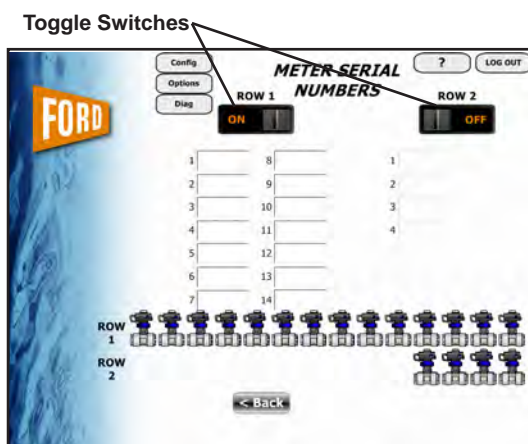 Toggle Switches
Config
Options
Diag
METER SERIAL
NUMBERS
?
LOG OUT
FORD
ROW 1
ON
ROW 2
OFF
1
2
3
4
5
6
7
8
9
10
11
12
13
14
1
2
3
4
ROW
1
ROW
2
< Back